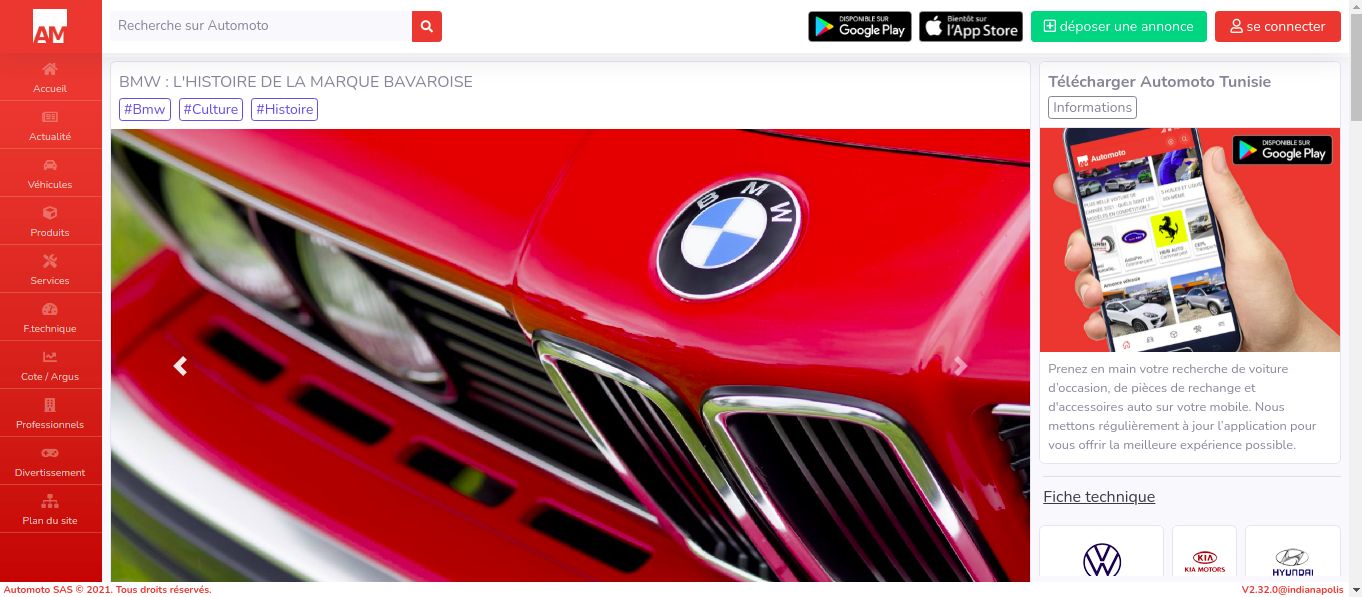 AM
Recherche sur Automoto
DISPONIBLE SUR
Google Play
Bientôt sur
l'App Store
déposer une annonce
se connecter
Accueil
Actualité
Véhicules
Produits
Services
F.technique
Cote / Argus
Professionnels
Divertissement
Plan du site
BMW : L'HISTOIRE DE LA MARQUE BAVAROISE
#Bmw
#Culture
#Histoire
BMW
Télécharger Automoto Tunisie
Informations
Automoto
DISPONIBLE SUR
Google Play
Prenez en main votre recherche de voiture
d’occasion, de pièces de rechange et
d'accessoires auto sur votre mobile. Nous
mettons régulièrement à jour l’application pour
vous offrir la meilleure expérience possible.
Fiche technique
KIA
KIA MOTORS
HYUNDAI
Automoto SAS © 2021. Tous droits réservés.
V2.32.0@indianapolis